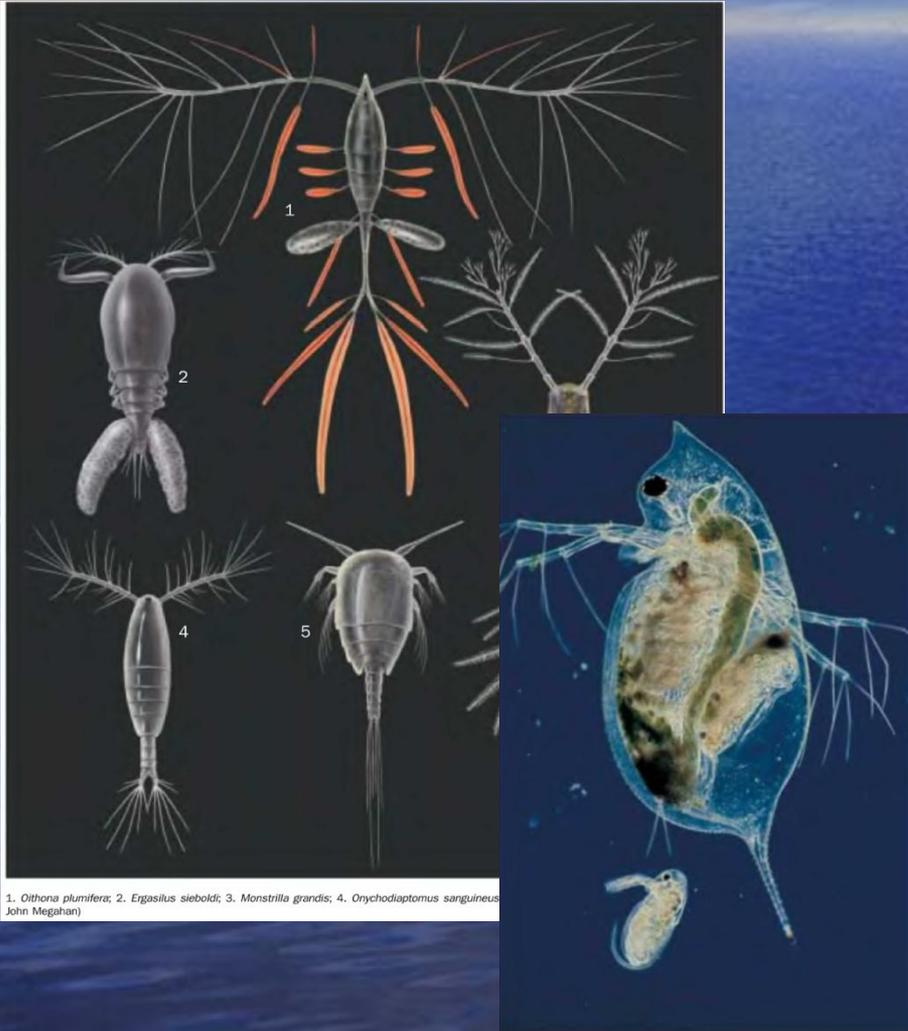 1
2
4
5
1. Oithona plumifera; 2. Ergasilus sieboldi; 3. Monstrilla grandis; 4. Onychodiaptomus sanguineus
John Megahan)